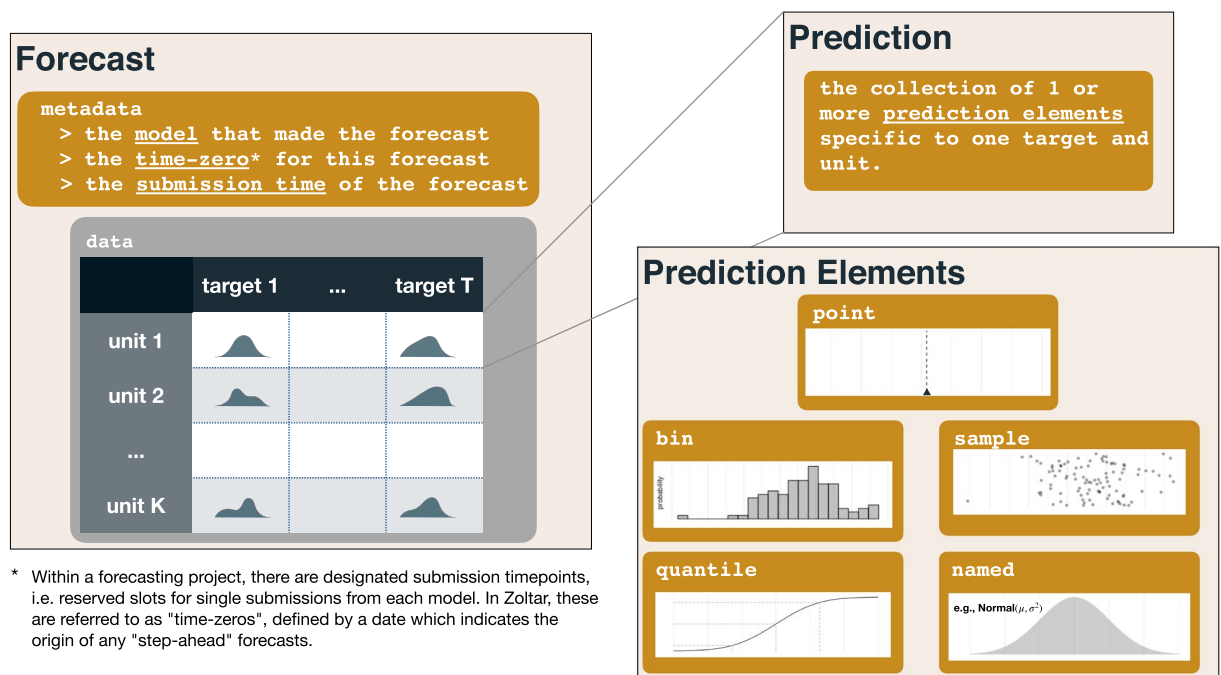 Forecast
metadata
> the model that made the forecast
> the time-zero* for this forecast
> the submission time of the forecast
data
target 1 ... target T
unit 1
unit 2
...
unit K
* Within a forecasting project, there are designated submission timepoints,
i.e. reserved slots for single submissions from each model. In Zoltar, these
are referred to as "time-zeros", defined by a date which indicates the
origin of any "step-ahead" forecasts.
Prediction
the collection of 1 or
more prediction elements
specific to one target and
unit.
Prediction Elements
point
bin
probability
sample
quantile
named
e.g., Normal(μ, σ²)